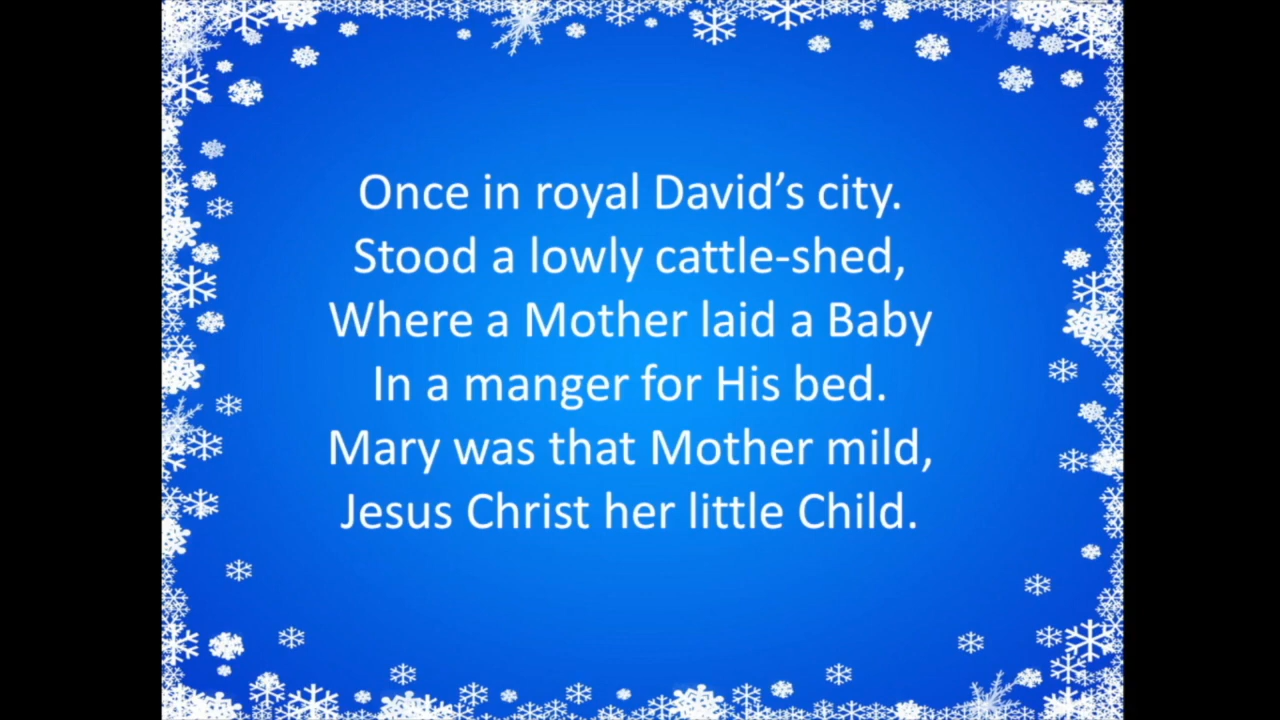 Once in royal David’s city.
Stood a lowly cattle-shed,
Where a Mother laid a Baby
In a manger for His bed.
Mary was that Mother mild,
Jesus Christ her little Child.